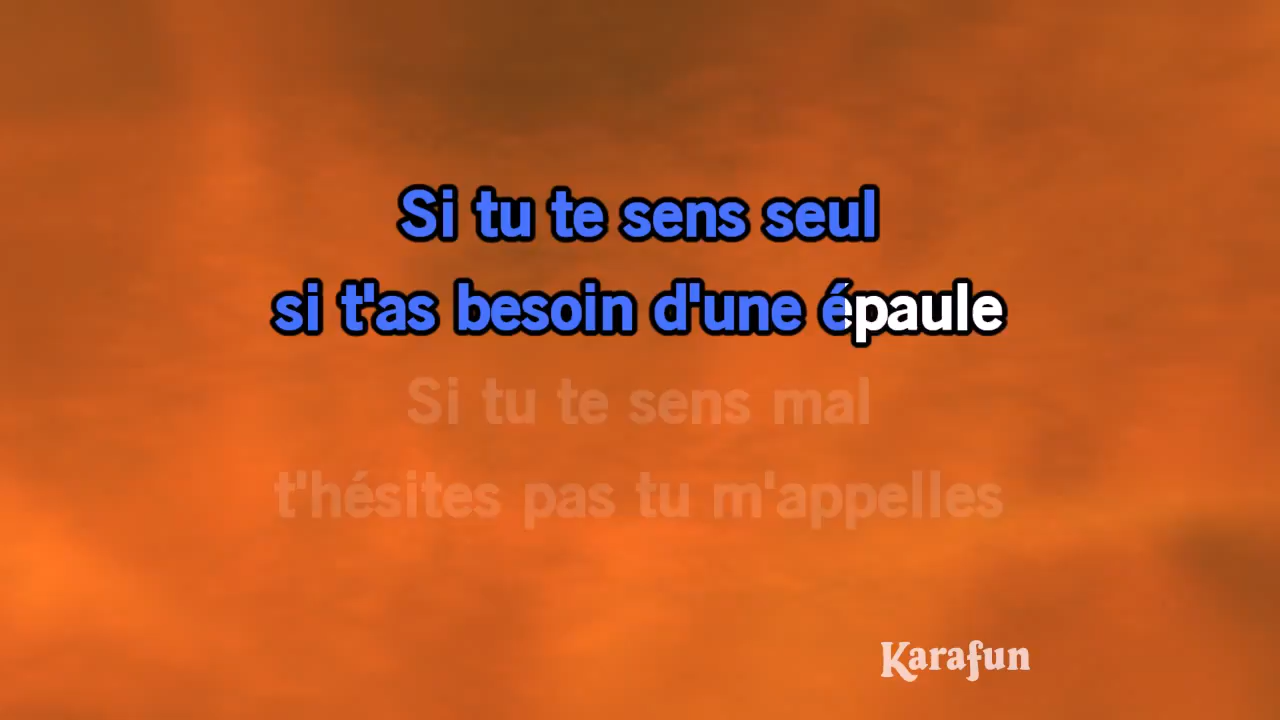 Si tu te sens seul
si t'as besoin d'une épaule
Si tu te sens mal
t'hésites pas tu m'appelles
Karafun